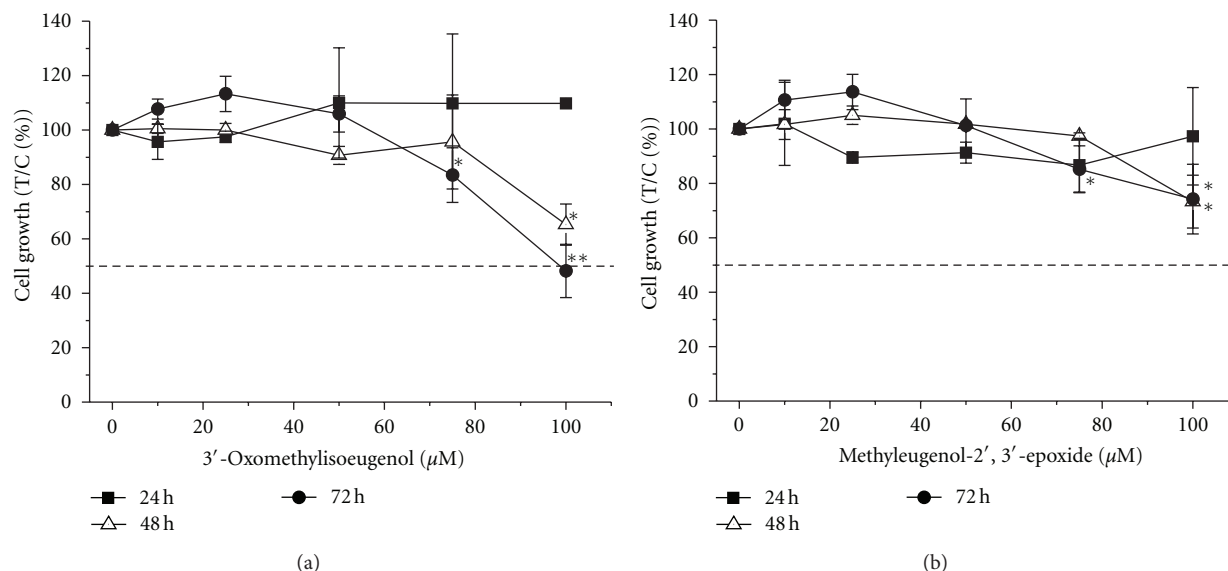 140
120
100
80
60
40
20
0
Cell growth (T/C (%))
*
*
**
0 20 40 60 80 100
3′-Oxomethylisoeugenol (μM)
24 h
72 h
48 h
(a)
140
120
100
80
60
40
20
0
Cell growth (T/C (%))
*
*
*
0 20 40 60 80 100
Methyleugenol-2′, 3′-epoxide (μM)
24 h
72 h
48 h
(b)